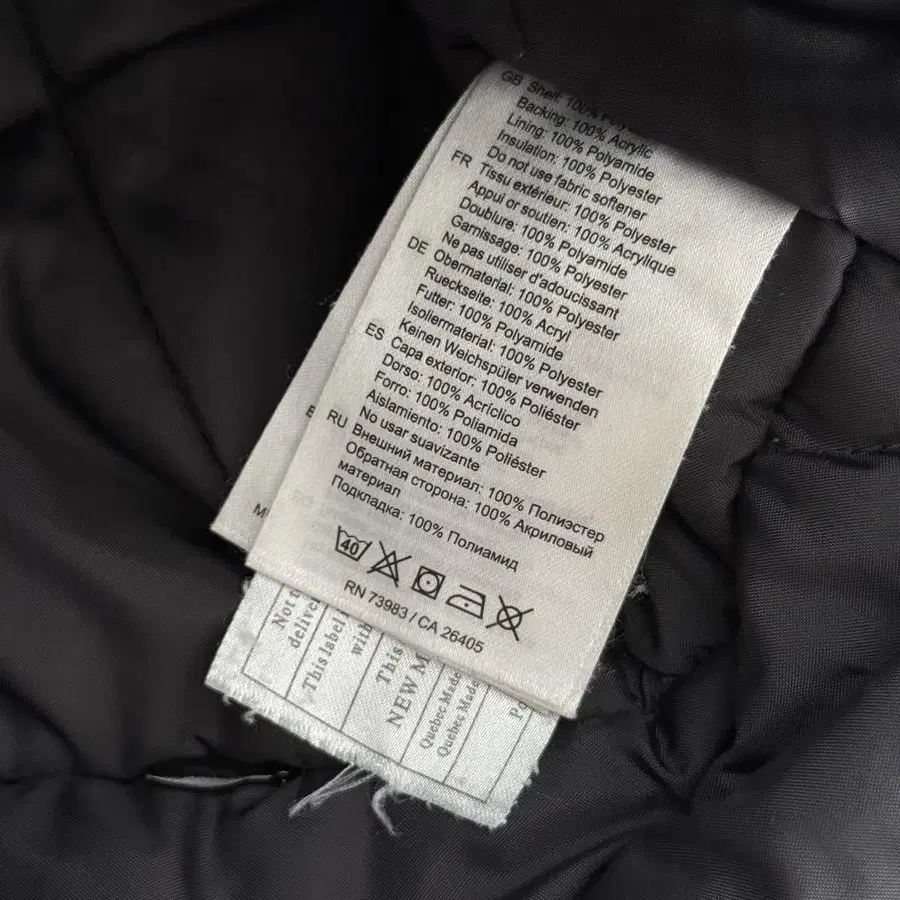 GB Shell: 100%
Backing: 100% Acrylic
Lining: 100% Polyamide
Insulation: 100% Polyester
Do not use fabric softener
FR Tissu extérieur: 100% Polyester
Appui or soutien: 100% Acrylique
Doublure: 100% Polyamide
Garnissage: 100% Polyester
Ne pas utiliser d'adoucissant
DE Obermaterial: 100% Polyester
Rueckseite: 100% Acryl
Futter: 100% Polyamide
Isoliermaterial: 100% Polyester
Keinen Weichspüler verwenden
ES Capa exterior: 100% Poliéster
Dorso: 100% Acrílico
Forro: 100% Poliamida
Aislamiento: 100% Poliéster
No usar suavizante
RU Внешний материал: 100% Полиэстер
Обратная сторона: 100% Акриловый
материал
Подкладка: 100% Полиамид
40
RN 73983 / CA 26405
Not
This label
with
This
NEW M
Quebec Made
Quebec Made